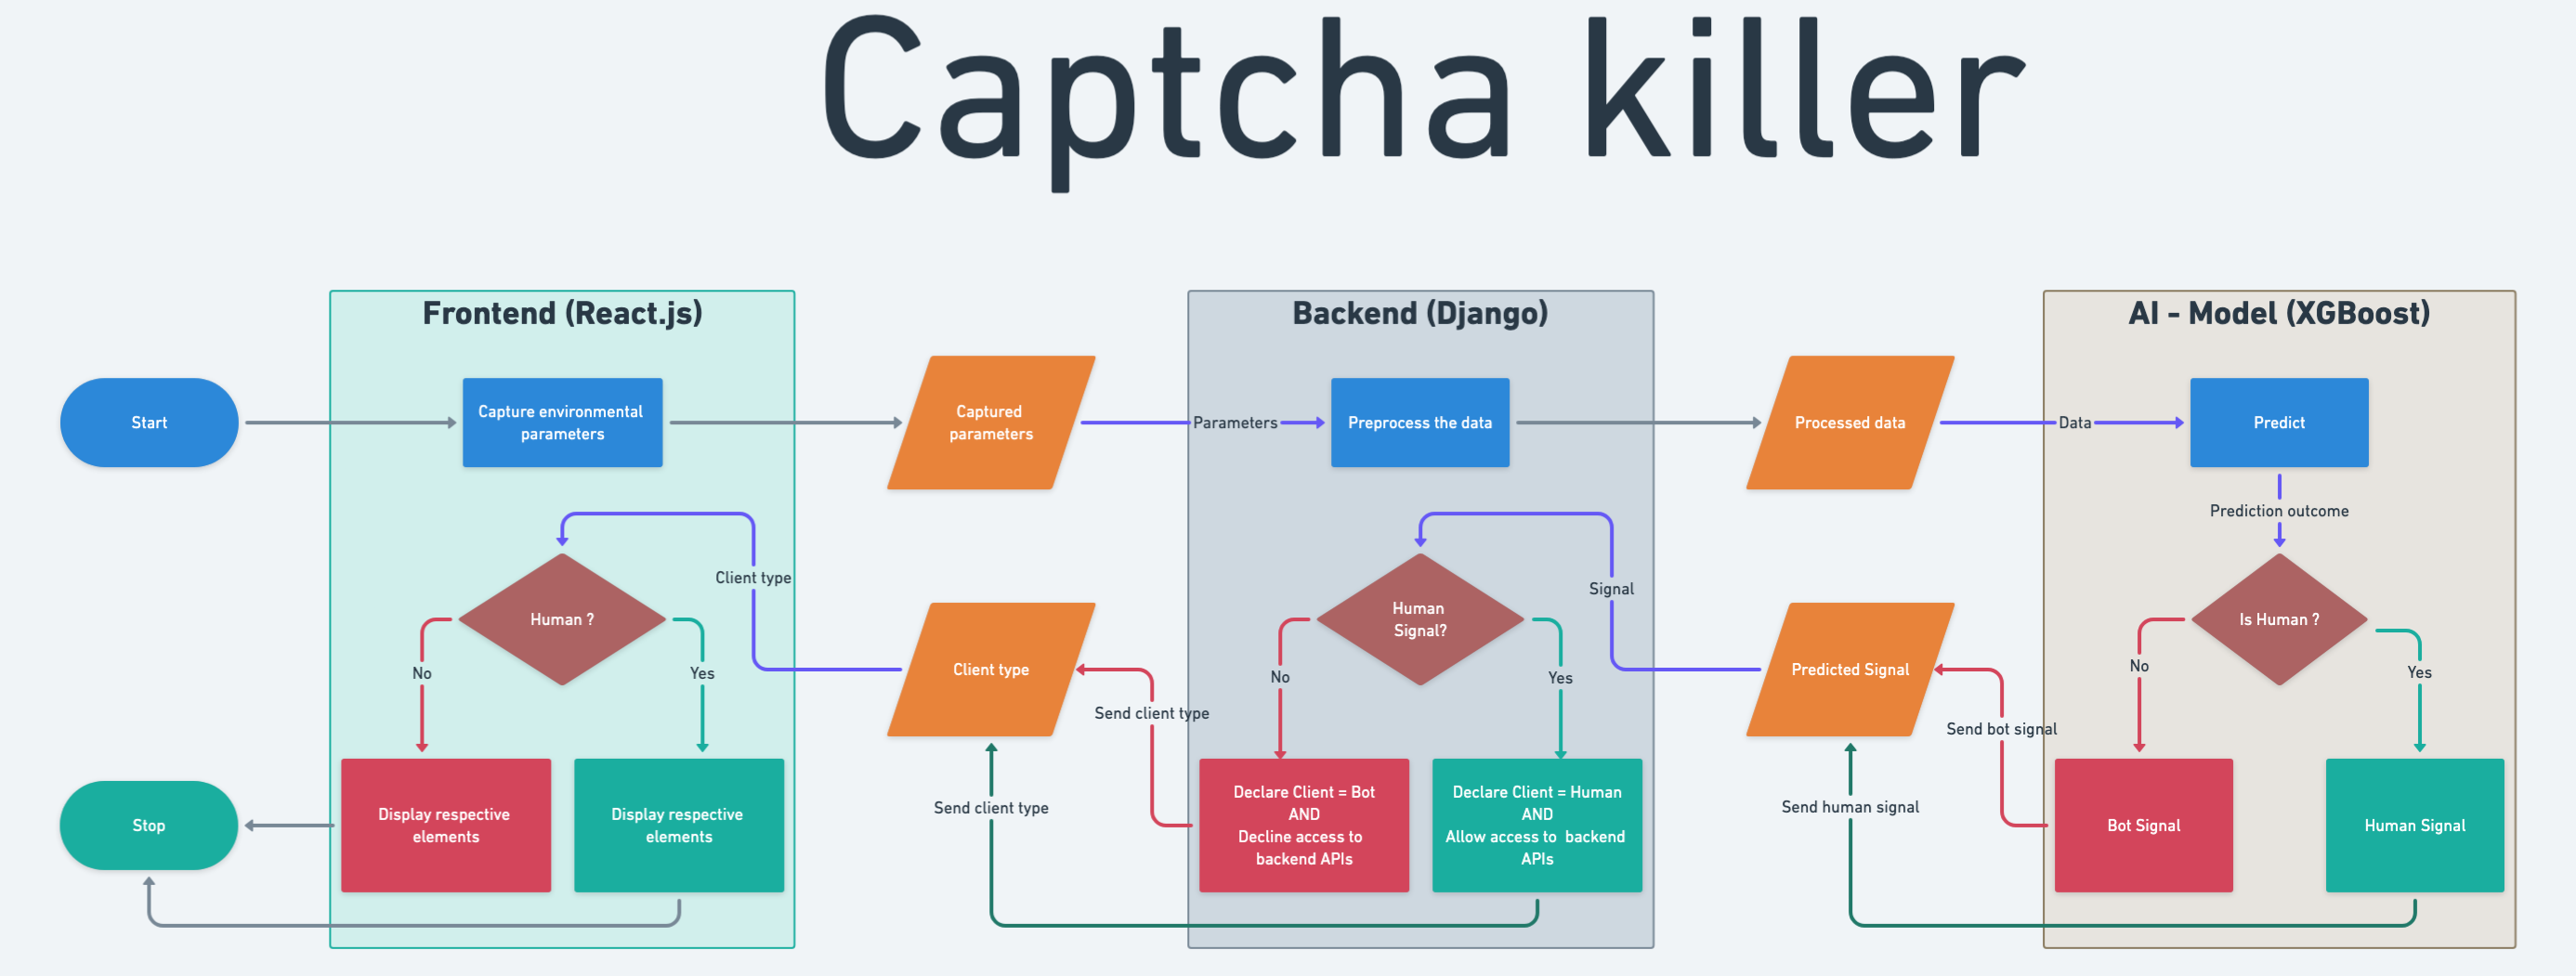 Captcha killer
Frontend (React.js)
Backend (Django)
AI - Model (XGBoost)
Start
Capture environmental
parameters
Captured
parameters
Parameters
Preprocess the data
Processed data
Data
Predict
Prediction outcome
Human ?
No
Yes
Client type
Client type
Send client type
Send client type
Human
Signal?
No
Yes
Signal
Predicted Signal
Send bot signal
Send human signal
Is Human ?
No
Yes
Stop
Display respective
elements
Display respective
elements
Declare Client = Bot
AND
Decline access to
backend APIs
Declare Client = Human
AND
Allow access to  backend
APIs
Bot Signal
Human Signal